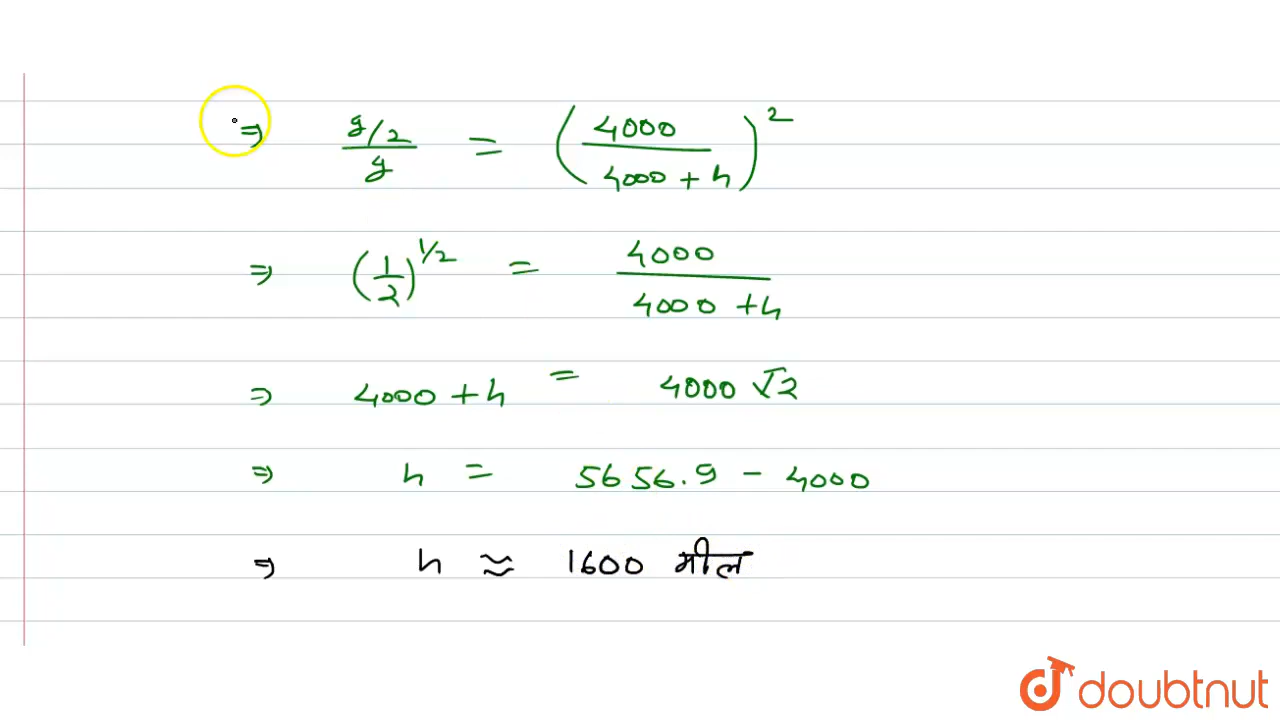 ⇒ (g/2)/g = (4000/(4000 + h))²
⇒ (1/2)^1/2 = 4000/(4000 + h)
⇒ 4000 + h = 4000 √2
⇒ h = 5656.9 − 4000
⇒ h ≈ 1600 मील
doubtnut